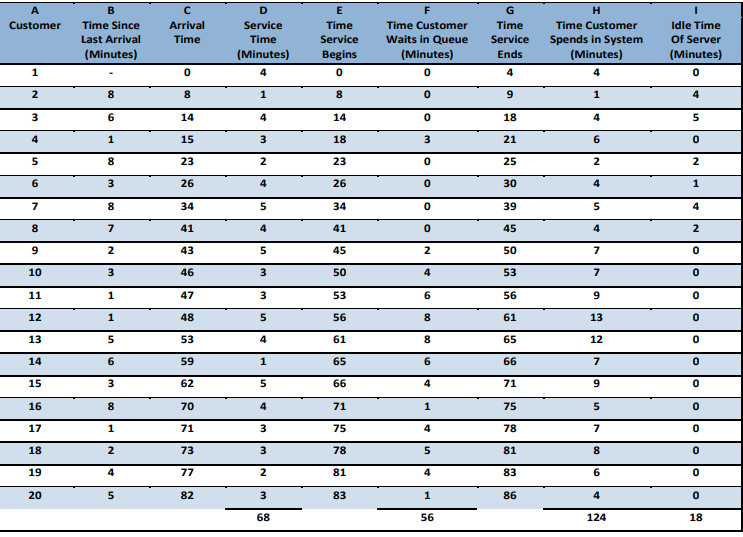 A B C D E F G H I
Customer Time Since Arrival Service Time Time Customer Time Time Customer Idle Time
Last Arrival Time Time Service Waits in Queue Service Spends in System Of Server
(Minutes) (Minutes) Begins (Minutes) Ends (Minutes) (Minutes)
1 - 0 4 0 0 4 4 0
2 8 8 1 8 0 9 1 4
3 6 14 4 14 0 18 4 5
4 1 15 3 18 3 21 6 0
5 8 23 2 23 0 25 2 2
6 3 26 4 26 0 30 4 1
7 8 34 5 34 0 39 5 4
8 7 41 4 41 0 45 4 2
9 2 43 5 45 2 50 7 0
10 3 46 3 50 4 53 7 0
11 1 47 3 53 6 56 9 0
12 1 48 5 56 8 61 13 0
13 5 53 4 61 8 65 12 0
14 6 59 1 65 6 66 7 0
15 3 62 5 66 4 71 9 0
16 8 70 4 71 1 75 5 0
17 1 71 3 75 4 78 7 0
18 2 73 3 78 5 81 8 0
19 4 77 2 81 4 83 6 0
20 5 82 3 83 1 86 4 0
68 56 124 18